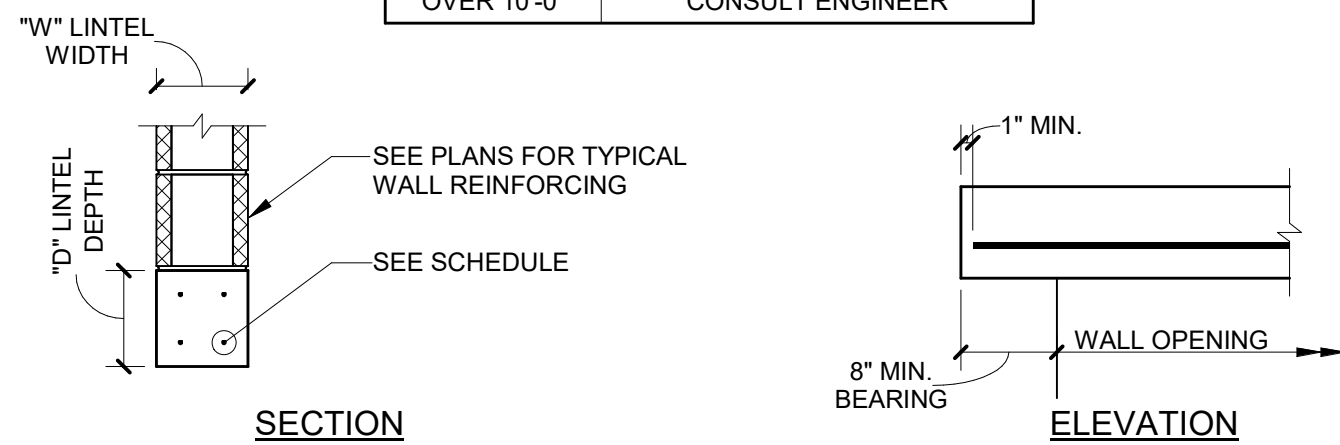 OVER 10'-0 CONSULT ENGINEER
"W" LINTEL
WIDTH
1" MIN.
SEE PLANS FOR TYPICAL
WALL REINFORCING
"D" LINTEL
DEPTH
SEE SCHEDULE
WALL OPENING
8" MIN.
BEARING
SECTION
ELEVATION